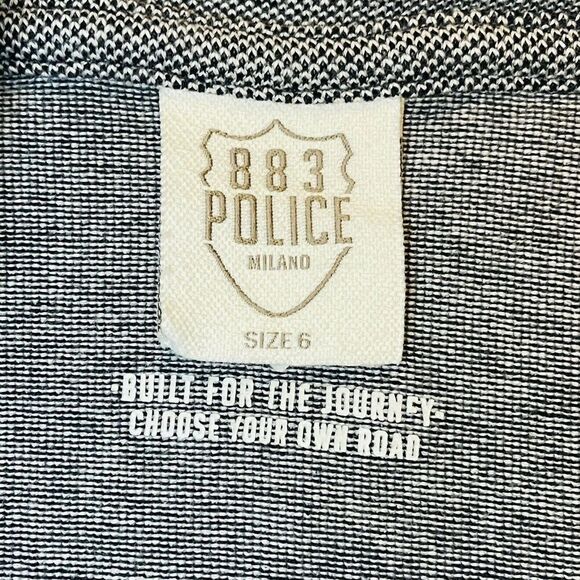 883
POLICE
MILANO
SIZE 6
-BUILT FOR THE JOURNEY-
CHOOSE YOUR OWN ROAD